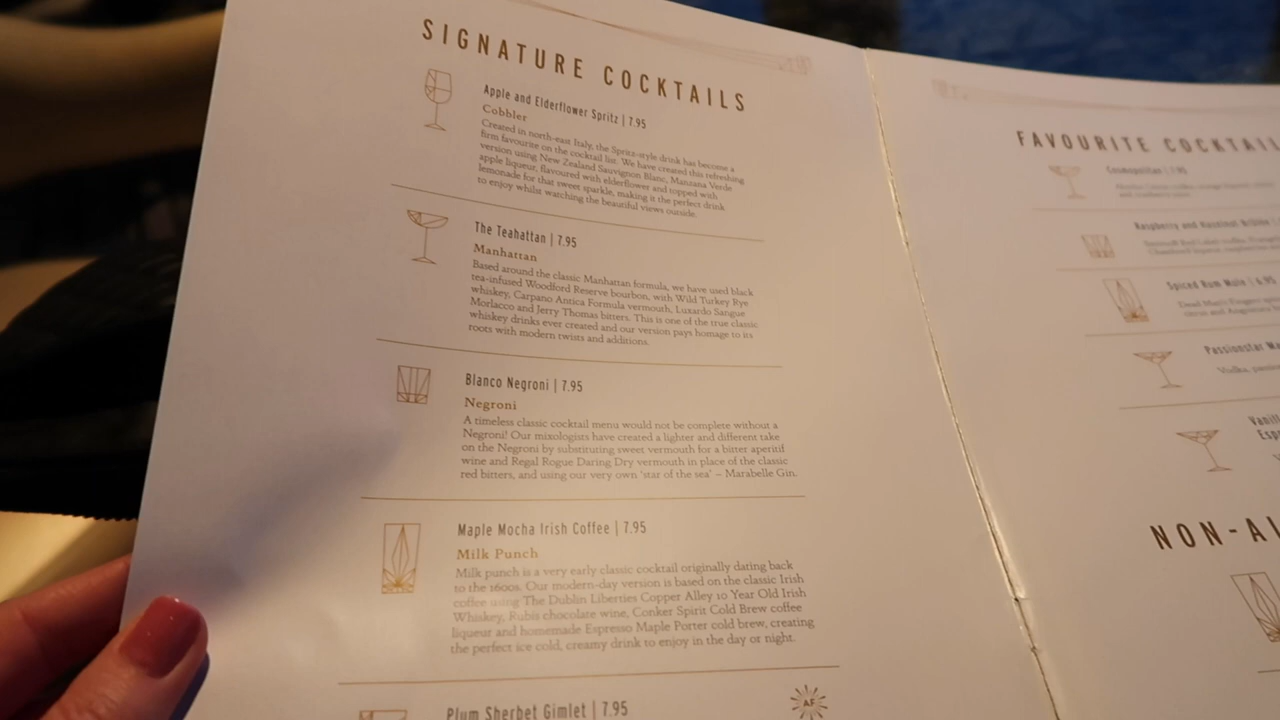 SIGNATURE COCKTAILS
Apple and Elderflower Spritz | 7.95
Cobbler
Created in north-east Italy, the Spritz-style drink has become a
firm favourite on the cocktail list. We have created this refreshing
version using New Zealand Sauvignon Blanc, Manzana Verde
apple liqueur, flavoured with elderflower and topped with
lemonade for that sweet sparkle, making it the perfect drink
to enjoy whilst watching the beautiful views outside.
The Teahattan | 7.95
Manhattan
Based around the classic Manhattan formula, we have used black
tea-infused Woodford Reserve bourbon, with Wild Turkey Rye
whiskey, Carpano Antica Formula vermouth, Luxardo Sangue
Morlacco and Jerry Thomas bitters. This is one of the true classic
whiskey drinks ever created and our version pays homage to its
roots with modern twists and additions.
Blanco Negroni | 7.95
Negroni
A timeless classic cocktail menu would not be complete without a
Negroni! Our mixologists have created a lighter and different take
on the Negroni by substituting sweet vermouth for a bitter aperitif
wine and Regal Rogue Daring Dry vermouth in place of the classic
red bitters, and using our very own 'star of the sea' – Marabelle Gin.
Maple Mocha Irish Coffee | 7.95
Milk Punch
Milk punch is a very early classic cocktail originally dating back
to the 1600s. Our modern-day version is based on the classic Irish
coffee using The Dublin Liberties Copper Alley 10 Year Old Irish
Whiskey, Rubis chocolate wine, Conker Spirit Cold Brew coffee
liqueur and homemade Espresso Maple Porter cold brew, creating
the perfect ice cold, creamy drink to enjoy in the day or night.
Plum Sherbet Gimlet | 7.95
AF
FAVOURITE COCKTAIL
Cosmopolitan | 7.95
Raspberry and Hazelnut
Spiced Rum Mule | 6.95
Dead Man's Fingers
citrus and Angostura
Passionstar
Vodka,
NON-AL